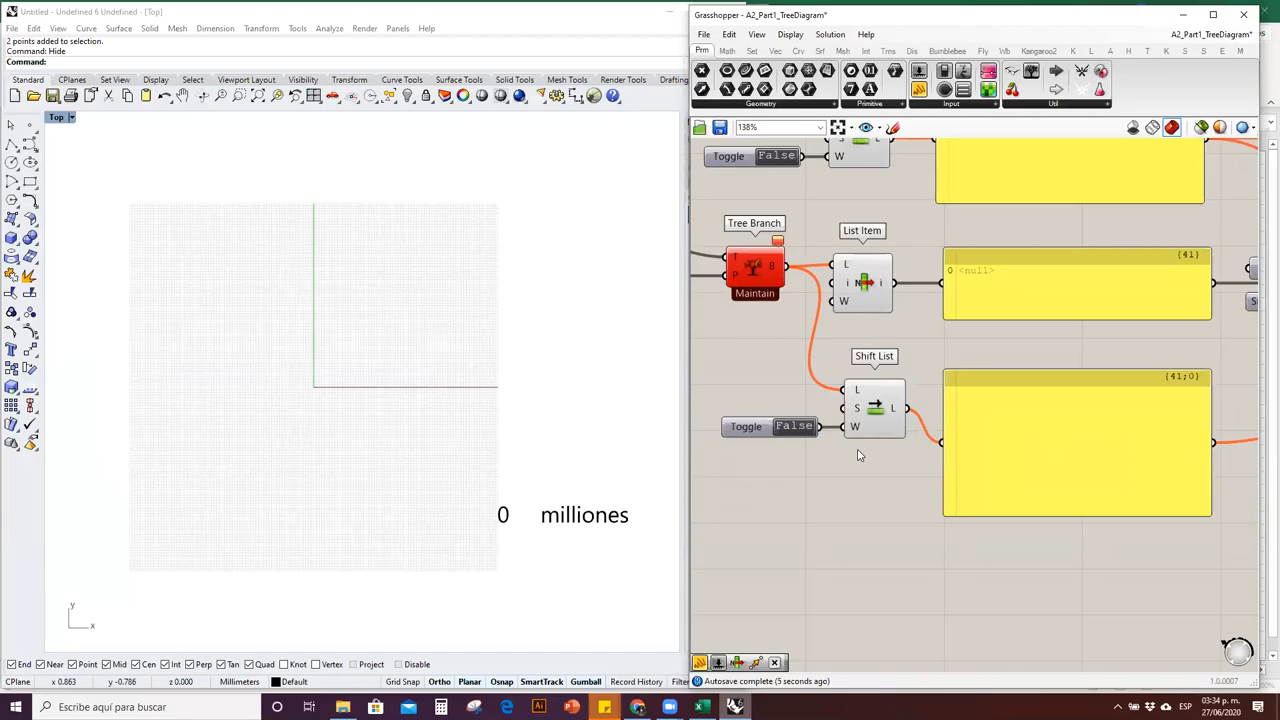 Untitled - Undefined 6 Undefined - [Top]
File Edit View Curve Surface Solid Mesh Dimension Transform Tools Analyze Render Panels Help
2 points added to selection.
Command: Hide
Command:
Standard CPlanes Set View Display Select Viewport Layout Visibility Transform Curve Tools Surface Tools Solid Tools Mesh Tools Render Tools Drafting
Top
0 milliones
y
x
End Near Point Mid Cen Int Perp Tan Quad Knot Vertex Project Disable
CPlane X 0.863 y -0.786 z 0.000 Millimeters Default Grid Snap Ortho Planar Osnap SmartTrack Gumball Record History Filter
Grasshopper - A2_Part1_TreeDiagram*
File Edit View Display Solution Help A2_Part1_TreeDiagram*
Prm Math Set Vec Crv Srf Msh Int Trns Dis Bumblebee Fly Wb Kangaroo2 K L A H T K S S E M
Geometry Primitive Input Util
138%
S L
Toggle False W
Tree Branch
T B
P
Maintain
List Item
L
i N i
W
{41}
0 <null>
Shift List
L
S L
Toggle False W
{41;0}
Autosave complete (5 seconds ago)
1.0.0007
Escribe aquí para buscar
ESP
03:34 p. m.
27/06/2020